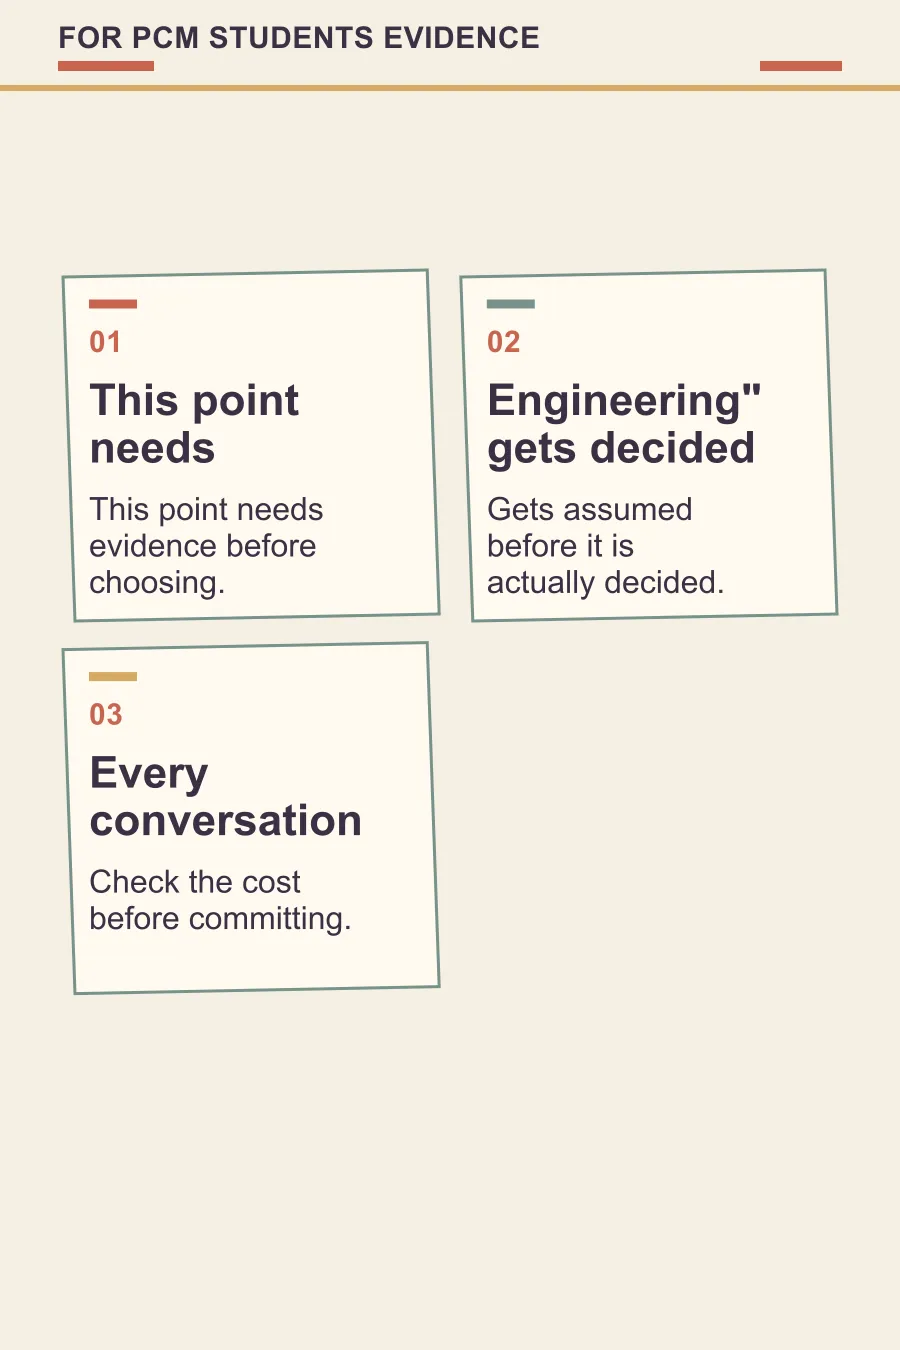 FOR PCM STUDENTS EVIDENCE
01
This point
needs
This point needs
evidence before
choosing.
02
Engineering"
gets decided
Gets assumed
before it is
actually decided.
03
Every
conversation
Check the cost
before committing.